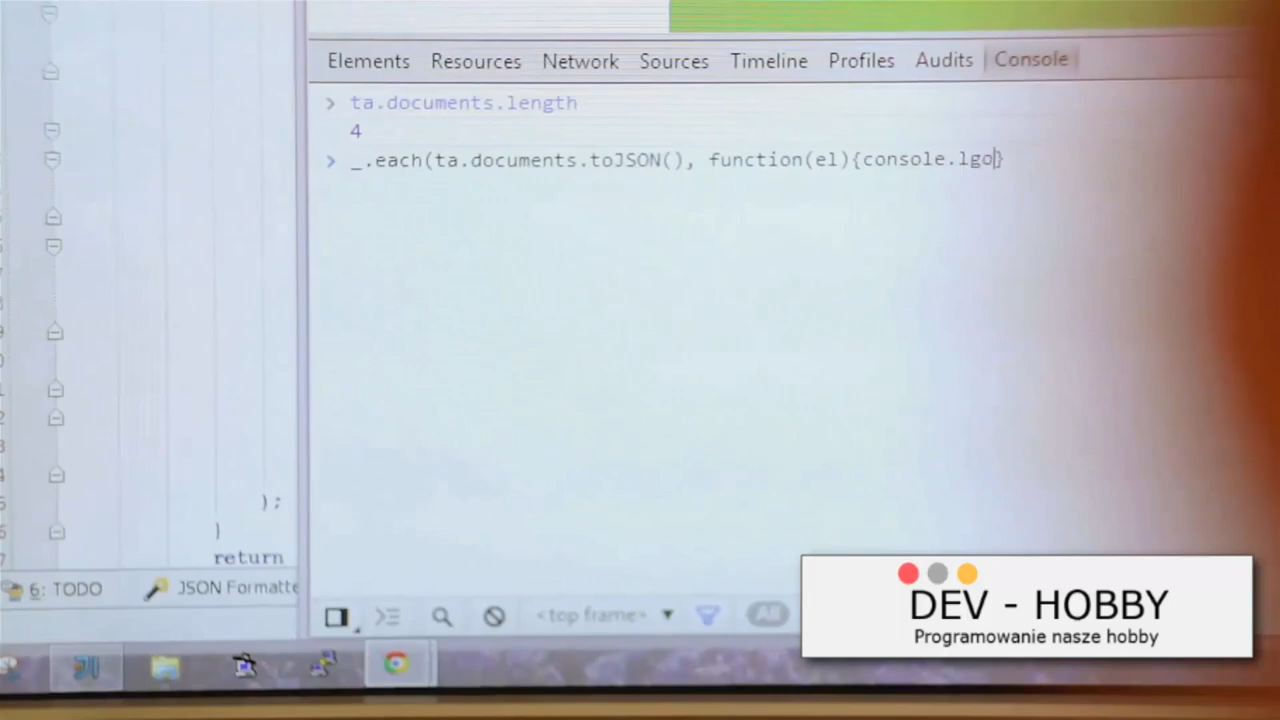 Elements Resources Network Sources Timeline Profiles Audits Console
> ta.documents.length
4
> _.each(ta.documents.toJSON(), function(el){console.lgo}
);
}
return
6: TODO JSON Formatte
<top frame> All
DEV - HOBBY
Programowanie nasze hobby